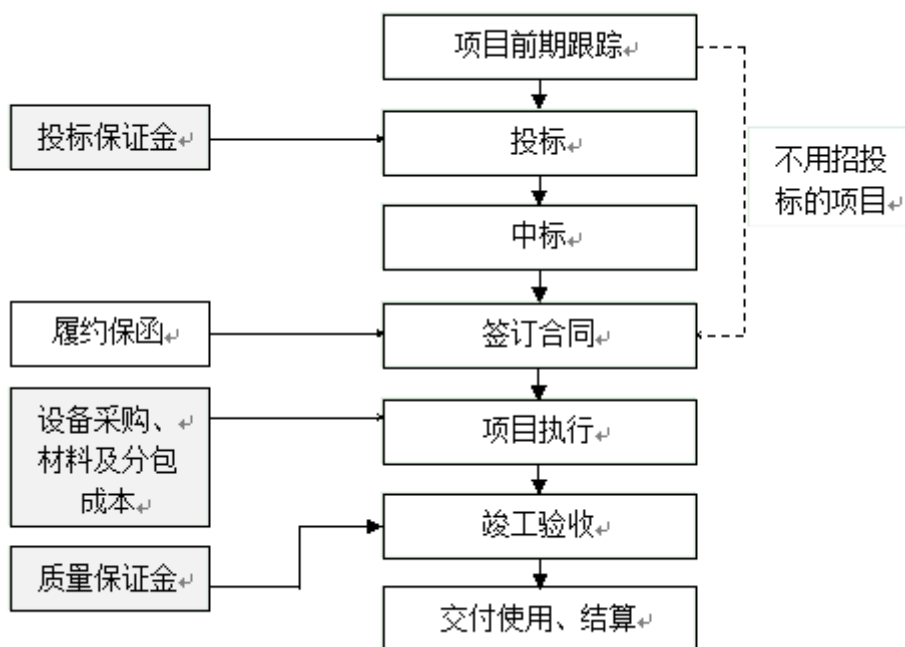 项目前期跟踪
投标保证金
投标
不用招投
标的项目
中标
履约保函
签订合同
设备采购、
材料及分包
成本
项目执行
竣工验收
质量保证金
交付使用、结算